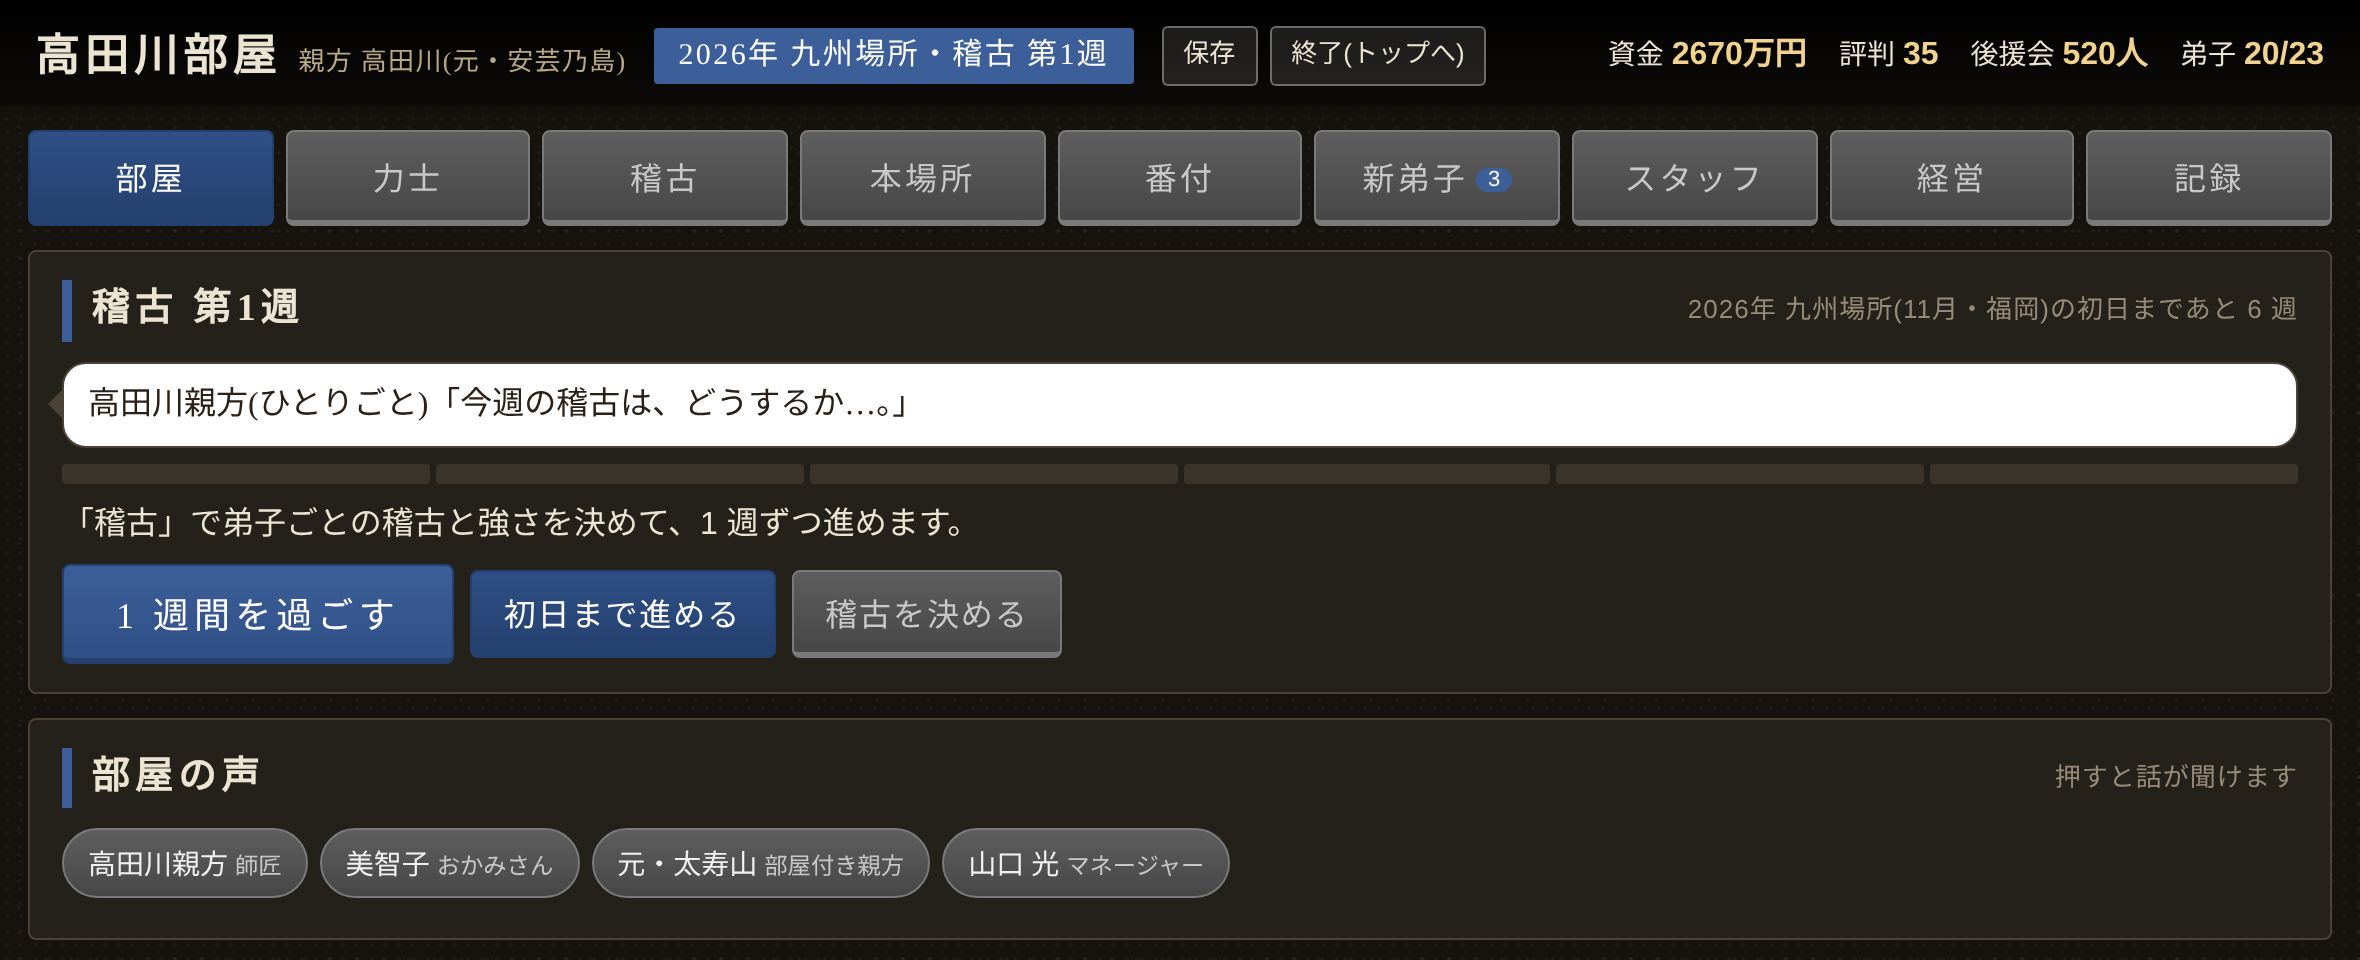 高田川部屋 親方 高田川(元・安芸乃島) 2026年 九州場所・稽古 第1週 保存 終了(トップへ) 資金 2670万円 評判 35 後援会 520人 弟子 20/23
部屋 力士 稽古 本場所 番付 新弟子 3 スタッフ 経営 記録
稽古 第1週 2026年 九州場所(11月・福岡)の初日まであと 6 週
高田川親方(ひとりごと)「今週の稽古は、どうするか…。」
「稽古」で弟子ごとの稽古と強さを決めて、1 週ずつ進めます。
1 週間を過ごす 初日まで進める 稽古を決める
部屋の声 押すと話が聞けます
高田川親方 師匠 美智子 おかみさん 元・太寿山 部屋付き親方 山口 光 マネージャー